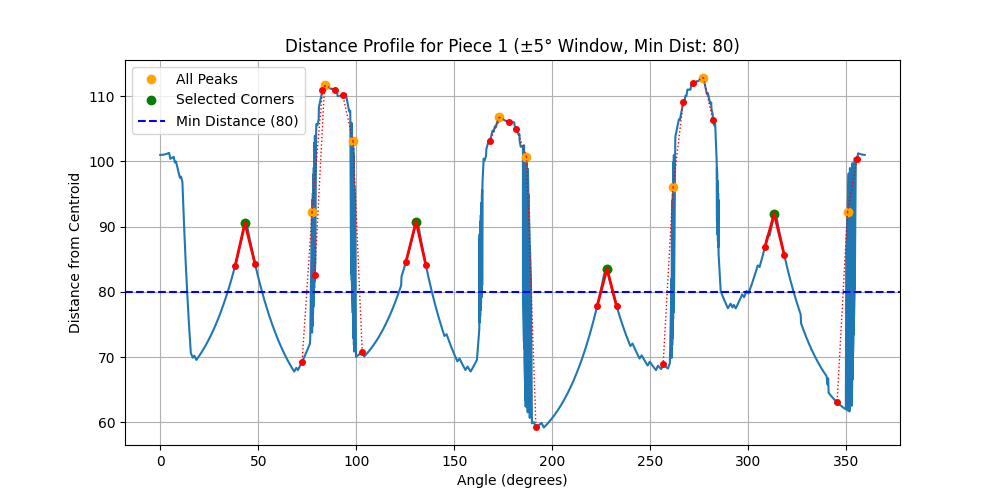 Distance Profile for Piece 1 (±5° Window, Min Dist: 80)
All Peaks
Selected Corners
Min Distance (80)
Distance from Centroid
110
100
90
80
70
60
0 50 100 150 200 250 300 350
Angle (degrees)